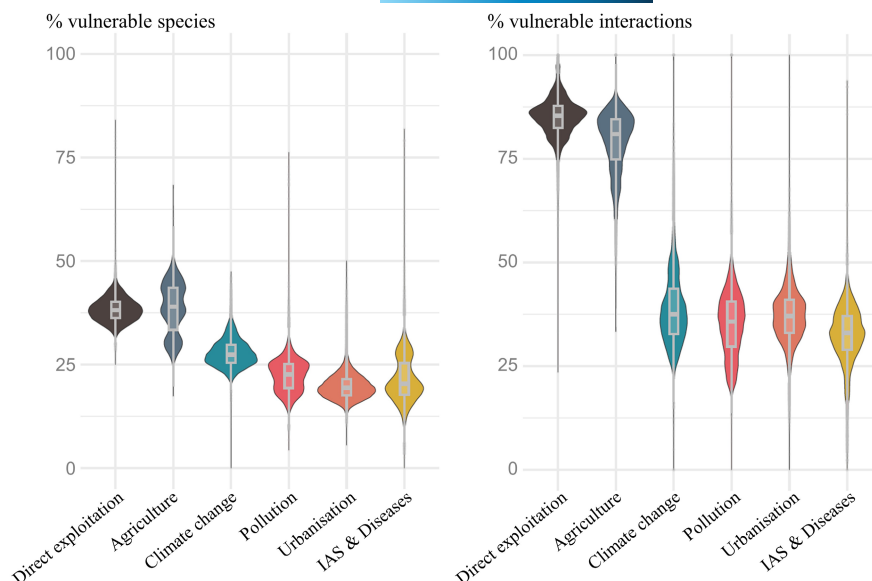 % vulnerable species
100
75
50
25
0
Direct exploitation
Agriculture
Climate change
Pollution
Urbanisation
IAS & Diseases
% vulnerable interactions
100
75
50
25
0
Direct exploitation
Agriculture
Climate change
Pollution
Urbanisation
IAS & Diseases